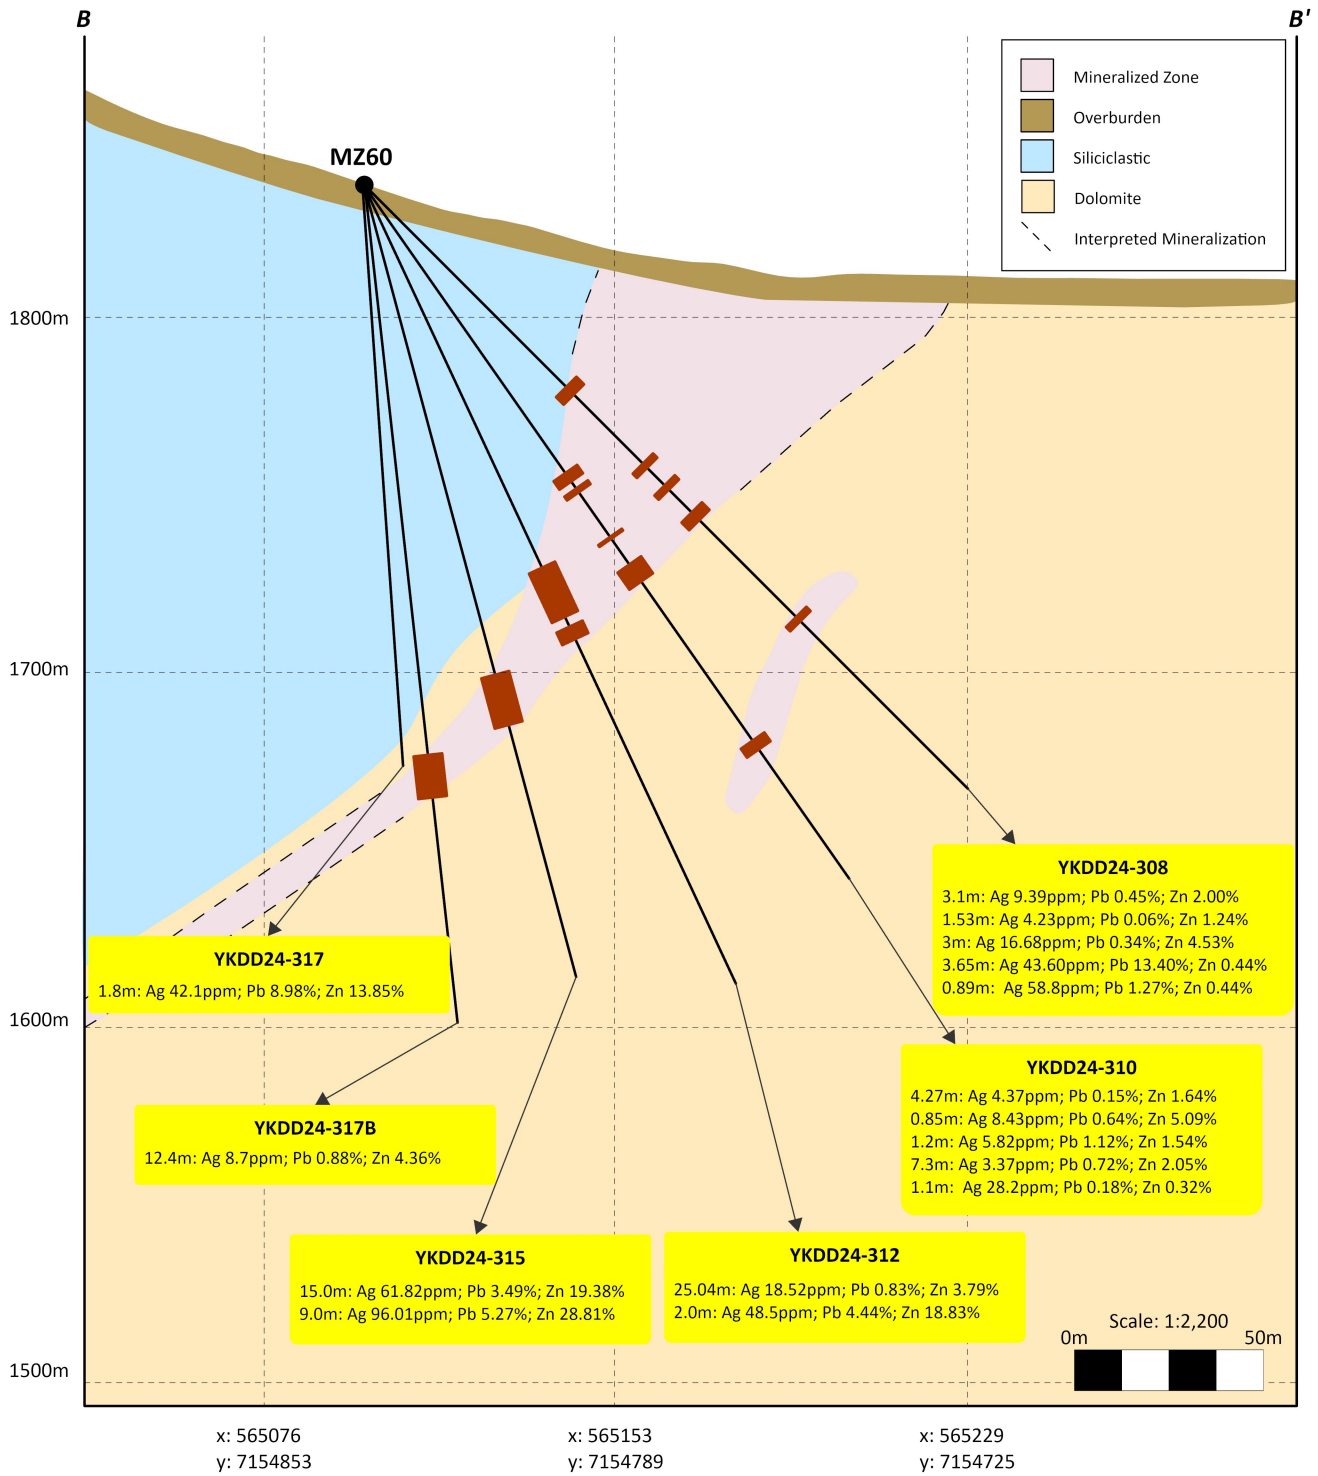 B
B'
Mineralized Zone
Overburden
Siliciclastic
Dolomite
Interpreted Mineralization
MZ60
1800m
1700m
1600m
1500m
YKDD24-308
3.1m: Ag 9.39ppm; Pb 0.45%; Zn 2.00%
1.53m: Ag 4.23ppm; Pb 0.06%; Zn 1.24%
3m: Ag 16.68ppm; Pb 0.34%; Zn 4.53%
3.65m: Ag 43.60ppm; Pb 13.40%; Zn 0.44%
0.89m: Ag 58.8ppm; Pb 1.27%; Zn 0.44%
YKDD24-317
1.8m: Ag 42.1ppm; Pb 8.98%; Zn 13.85%
YKDD24-310
4.27m: Ag 4.37ppm; Pb 0.15%; Zn 1.64%
0.85m: Ag 8.43ppm; Pb 0.64%; Zn 5.09%
1.2m: Ag 5.82ppm; Pb 1.12%; Zn 1.54%
7.3m: Ag 3.37ppm; Pb 0.72%; Zn 2.05%
1.1m: Ag 28.2ppm; Pb 0.18%; Zn 0.32%
YKDD24-317B
12.4m: Ag 8.7ppm; Pb 0.88%; Zn 4.36%
YKDD24-315
15.0m: Ag 61.82ppm; Pb 3.49%; Zn 19.38%
9.0m: Ag 96.01ppm; Pb 5.27%; Zn 28.81%
YKDD24-312
25.04m: Ag 18.52ppm; Pb 0.83%; Zn 3.79%
2.0m: Ag 48.5ppm; Pb 4.44%; Zn 18.83%
Scale: 1:2,200
0m 50m
x: 565076
y: 7154853
x: 565153
y: 7154789
x: 565229
y: 7154725